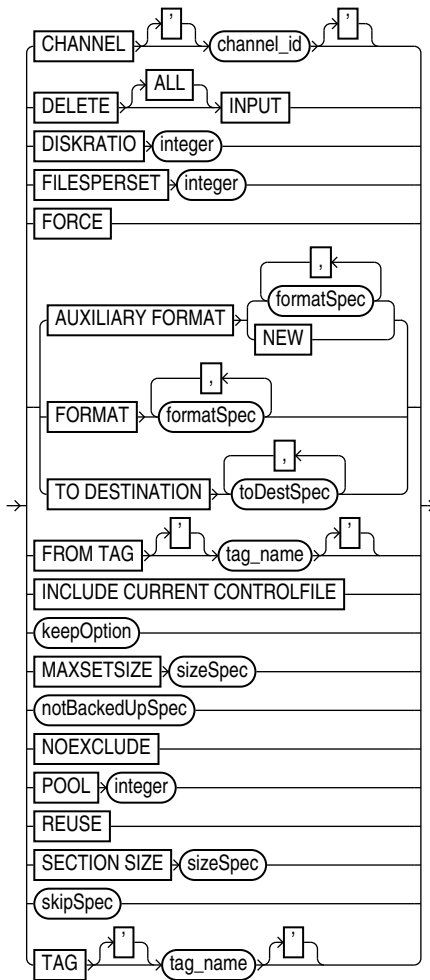 CHANNEL ' channel_id '
DELETE ALL INPUT
DISKRATIO integer
FILESPERSET integer
FORCE
,
formatSpec
AUXILIARY FORMAT
NEW
,
FORMAT formatSpec
,
TO DESTINATION toDestSpec
FROM TAG ' tag_name '
INCLUDE CURRENT CONTROLFILE
keepOption
MAXSETSIZE sizeSpec
notBackedUpSpec
NOEXCLUDE
POOL integer
REUSE
SECTION SIZE sizeSpec
skipSpec
TAG ' tag_name '